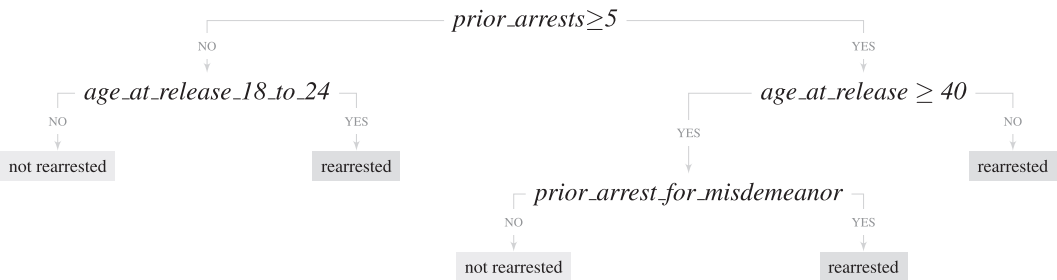 prior_arrests≥5
NO
YES
age_at_release_18_to_24
age_at_release ≥ 40
NO
YES
YES
NO
not rearrested
rearrested
rearrested
prior_arrest_for_misdemeanor
NO
YES
not rearrested
rearrested